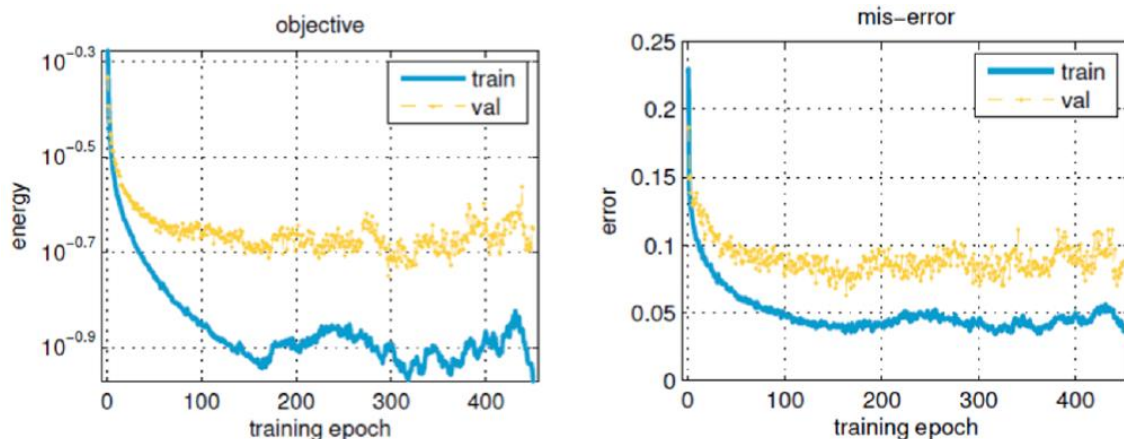 objective
10^-0.3
10^-0.5
10^-0.7
10^-0.9
energy
train
val
0 100 200 300 400
training epoch
mis-error
0.25
0.2
0.15
0.1
0.05
0
error
train
val
0 100 200 300 400
training epoch